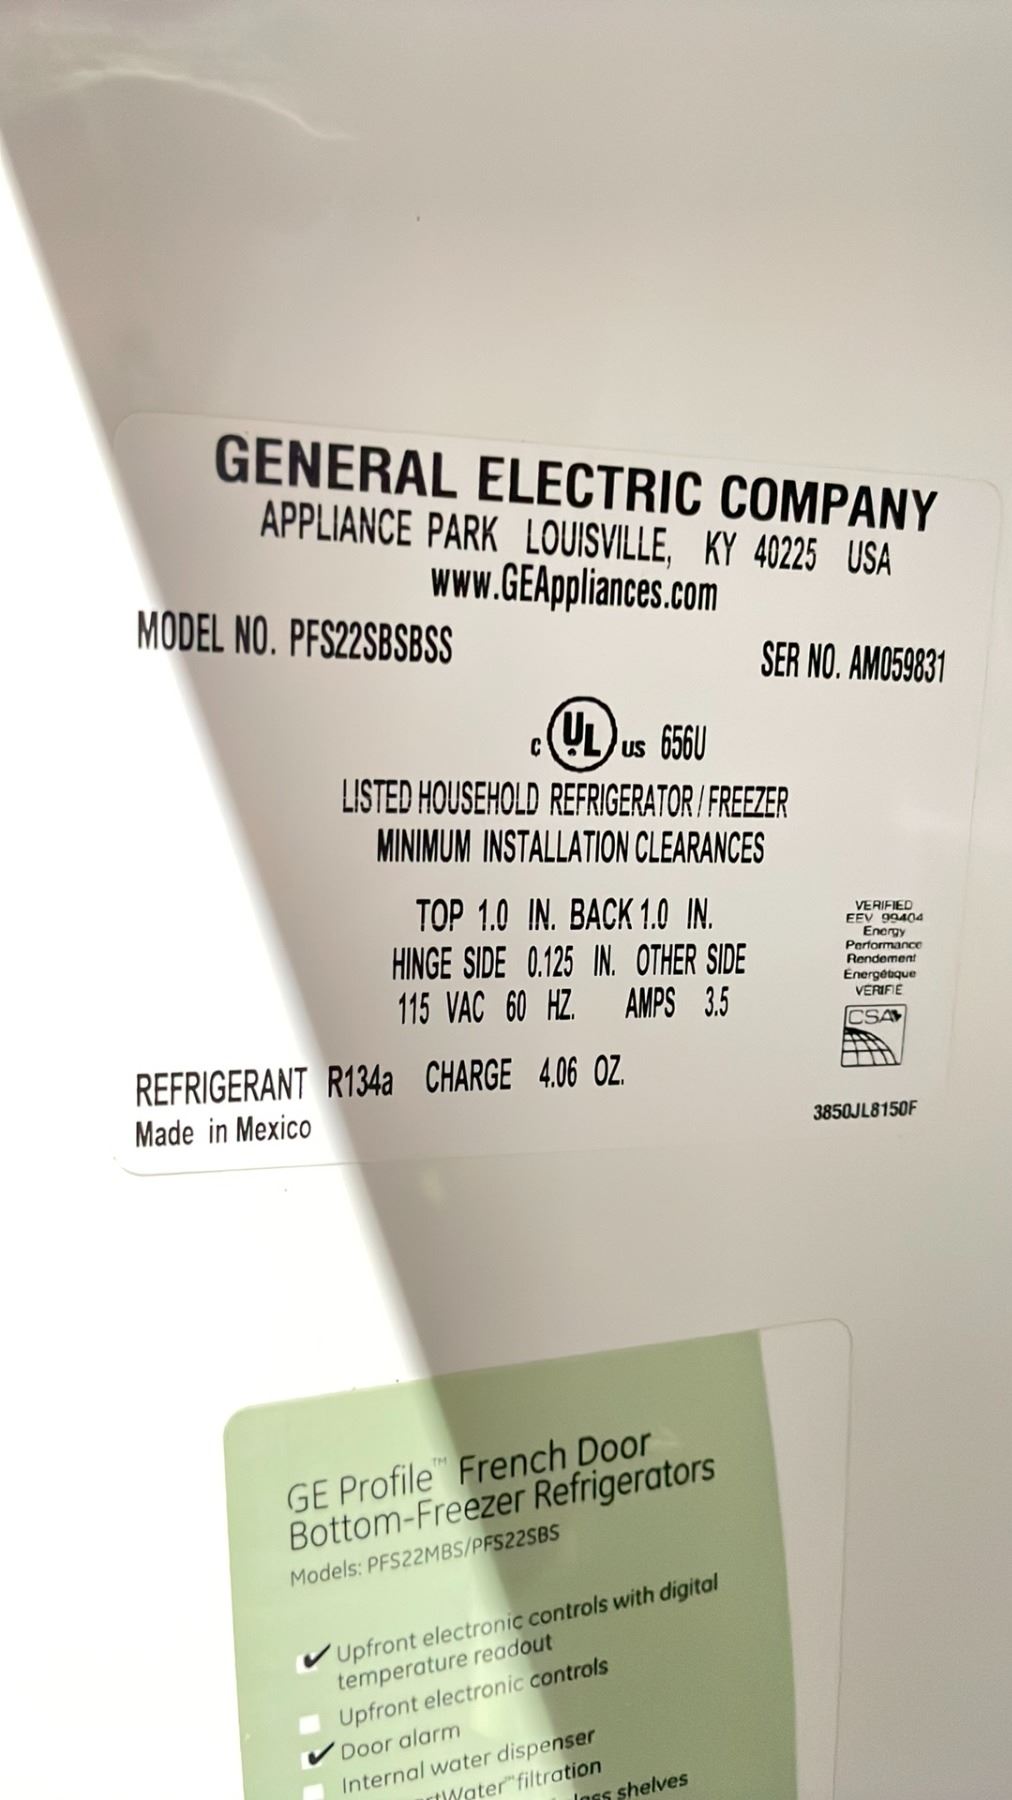 GENERAL ELECTRIC COMPANY
APPLIANCE PARK LOUISVILLE, KY 40225 USA
www.GEAppliances.com
MODEL NO. PFS22SBSBSS
SER NO. AM059831
C UL US 656U
LISTED HOUSEHOLD REFRIGERATOR / FREEZER
MINIMUM INSTALLATION CLEARANCES
TOP 1.0 IN. BACK 1.0 IN.
HINGE SIDE 0.125 IN. OTHER SIDE
115 VAC 60 HZ. AMPS 3.5
VERIFIED
EEV 99404
Energy
Performance
Rendement
Énergétique
VÉRIFIÉ
CSA
REFRIGERANT R134a CHARGE 4.06 OZ.
Made in Mexico
3850JL8150F
GE Profile™ French Door
Bottom-Freezer Refrigerators
Models: PFS22MBS/PFS22SBS
Upfront electronic controls with digital
temperature readout
Upfront electronic controls
Door alarm
Internal water dispenser
Water™ filtration
shelves